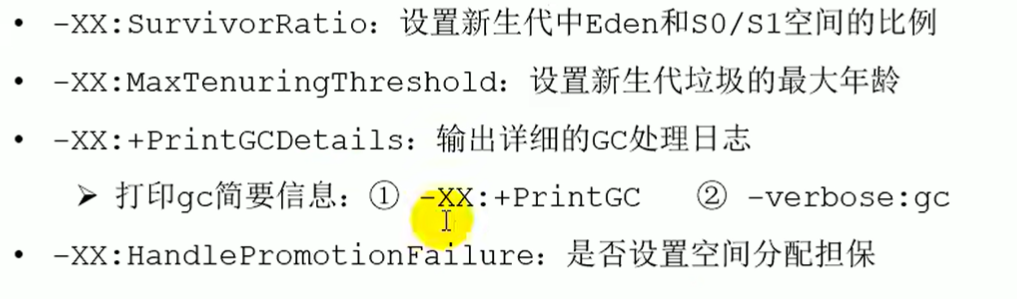 • -XX:SurvivorRatio：设置新生代中Eden和S0/S1空间的比例
• -XX:MaxTenuringThreshold：设置新生代垃圾的最大年龄
• -XX:+PrintGCDetails：输出详细的GC处理日志
➢ 打印gc简要信息：① -XX:+PrintGC ② -verbose:gc
• -XX:HandlePromotionFailure：是否设置空间分配担保